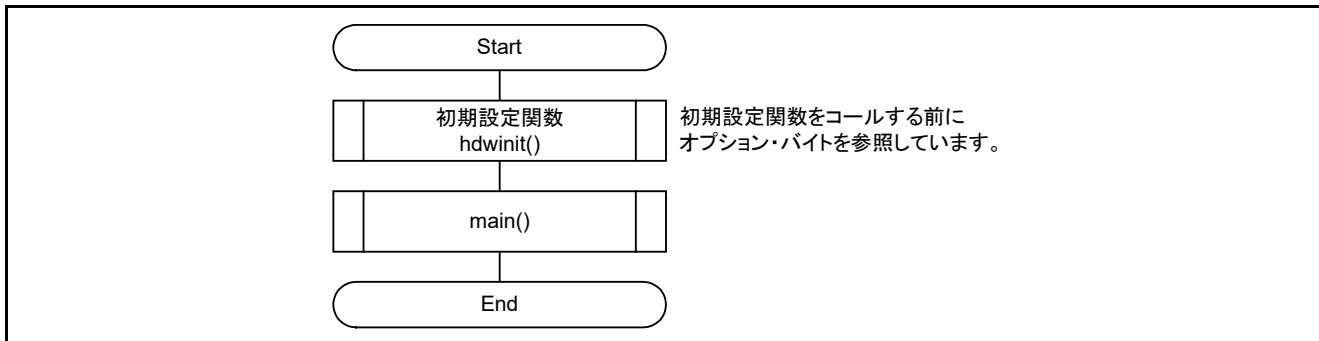 Start
初期設定関数
hdwinit()
初期設定関数をコールする前に
オプション・バイトを参照しています。
main()
End